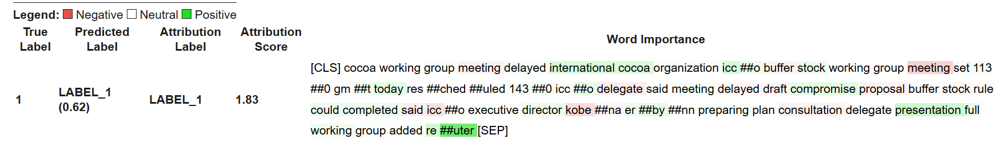 Legend: Negative Neutral Positive
True Label Predicted Label Attribution Label Attribution Score Word Importance
1 LABEL_1 (0.62) LABEL_1 1.83
[CLS] cocoa working group meeting delayed international cocoa organization icc ##o buffer stock working group meeting set 113
##0 gm ##t today res ##ched ##uled 143 ##0 icc ##o delegate said meeting delayed draft compromise proposal buffer stock rule
could completed said icc ##o executive director kobe ##na er ##by ##nn preparing plan consultation delegate presentation full
working group added re ##uter [SEP]